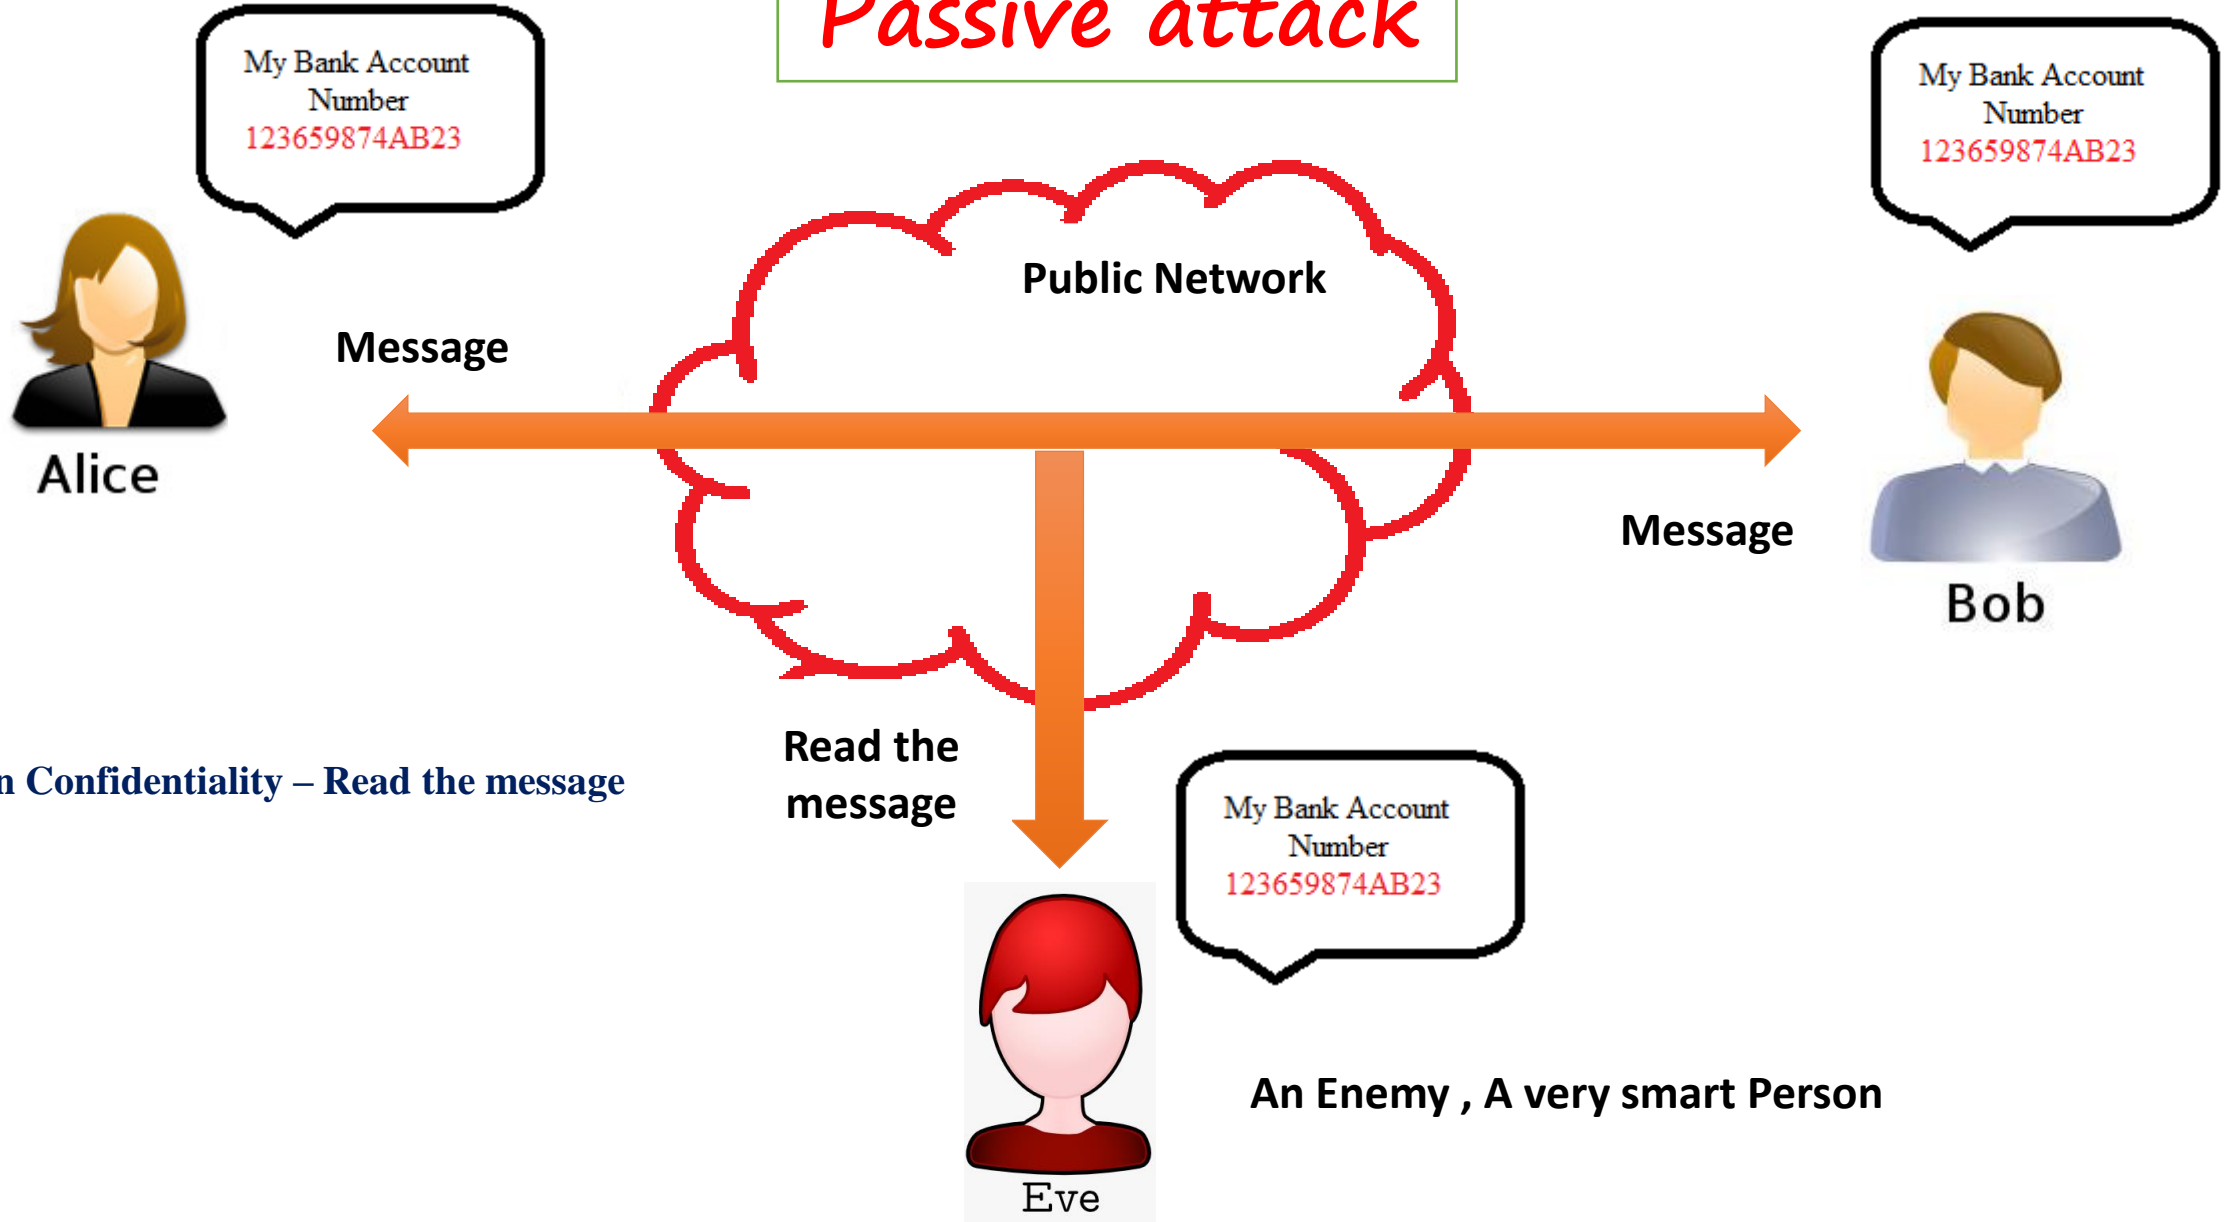 Passive attack
My Bank Account
Number
123659874AB23
My Bank Account
Number
123659874AB23
Public Network
Message
Alice
Message
Bob
Read the
message
n Confidentiality – Read the message
My Bank Account
Number
123659874AB23
An Enemy , A very smart Person
Eve